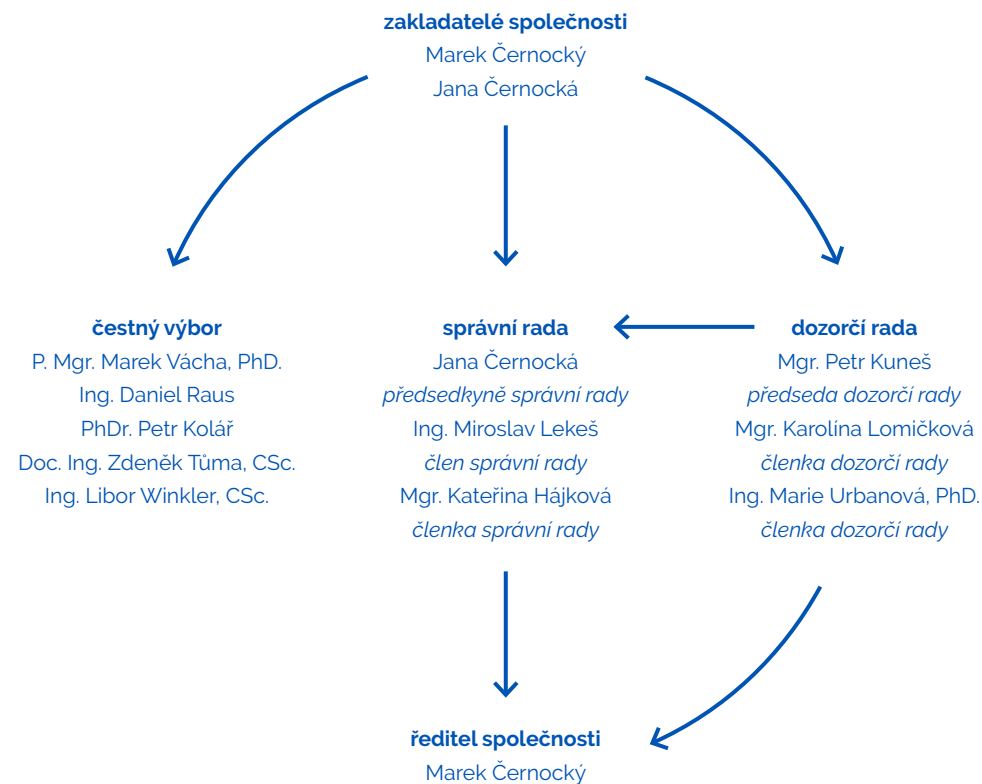 zakladatelé společnosti
Marek Černocký
Jana Černocká
čestný výbor
P. Mgr. Marek Vácha, PhD.
Ing. Daniel Raus
PhDr. Petr Kolář
Doc. Ing. Zdeněk Tůma, CSc.
Ing. Libor Winkler, CSc.
správní rada
Jana Černocká
předsedkyně správní rady
Ing. Miroslav Lekeš
člen správní rady
Mgr. Kateřina Hájková
členka správní rady
dozorčí rada
Mgr. Petr Kuneš
předseda dozorčí rady
Mgr. Karolína Lomičková
členka dozorčí rady
Ing. Marie Urbanová, PhD.
členka dozorčí rady
ředitel společnosti
Marek Černocký